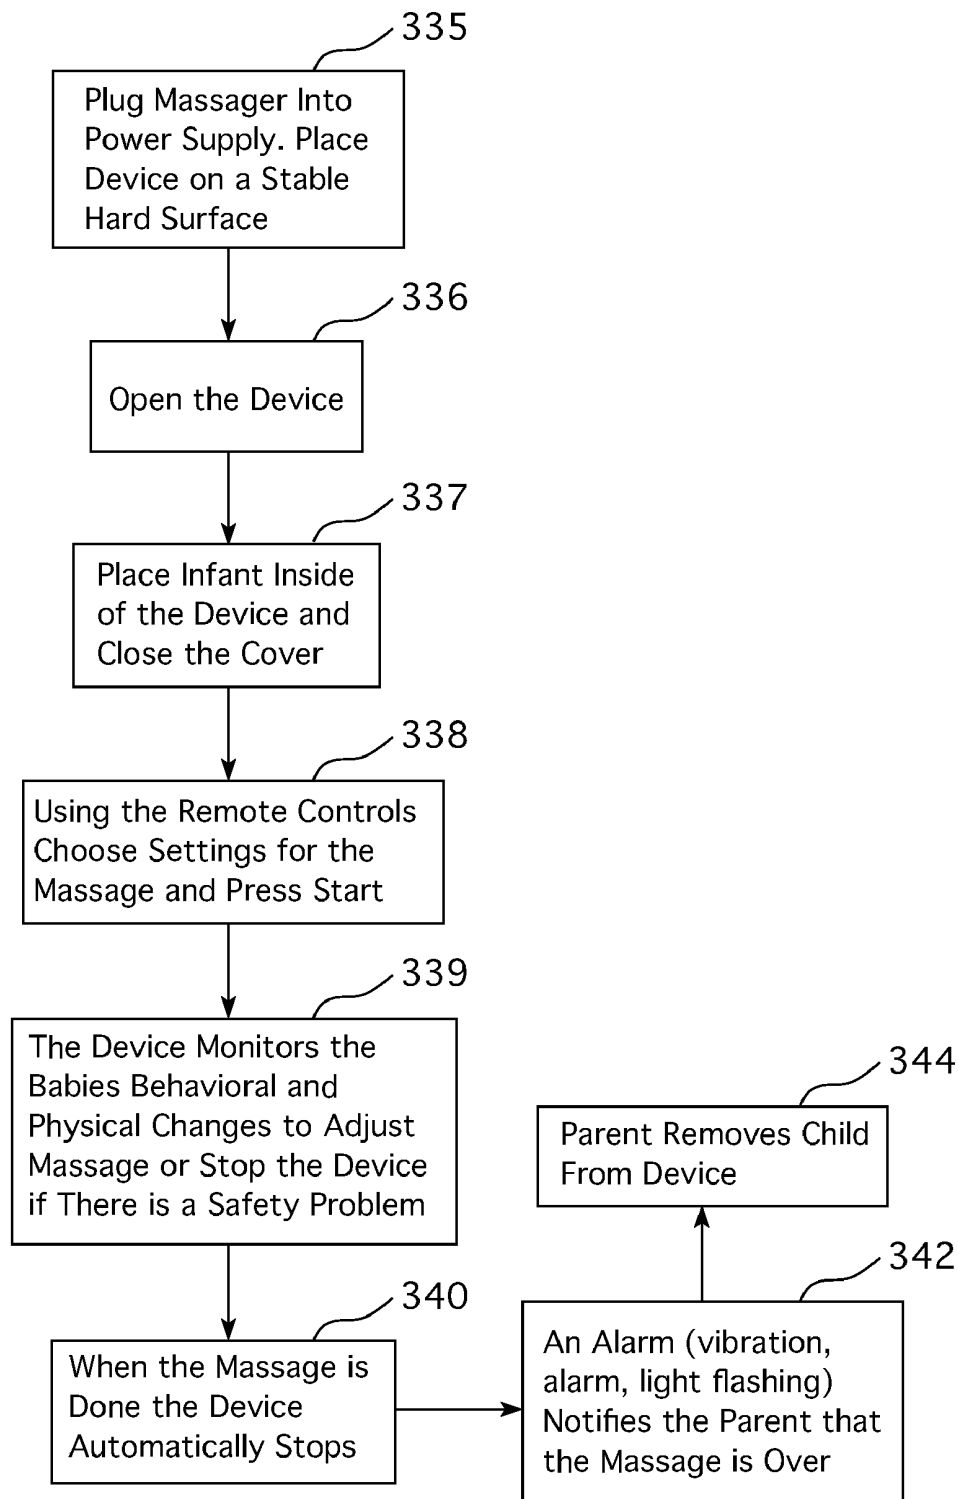 335
Plug Massager Into
Power Supply. Place
Device on a Stable
Hard Surface
336
Open the Device
337
Place Infant Inside
of the Device and
Close the Cover
338
Using the Remote Controls
Choose Settings for the
Massage and Press Start
339
The Device Monitors the
Babies Behavioral and
Physical Changes to Adjust
Massage or Stop the Device
if There is a Safety Problem
340
When the Massage is
Done the Device
Automatically Stops
342
An Alarm (vibration,
alarm, light flashing)
Notifies the Parent that
the Massage is Over
344
Parent Removes Child
From Device